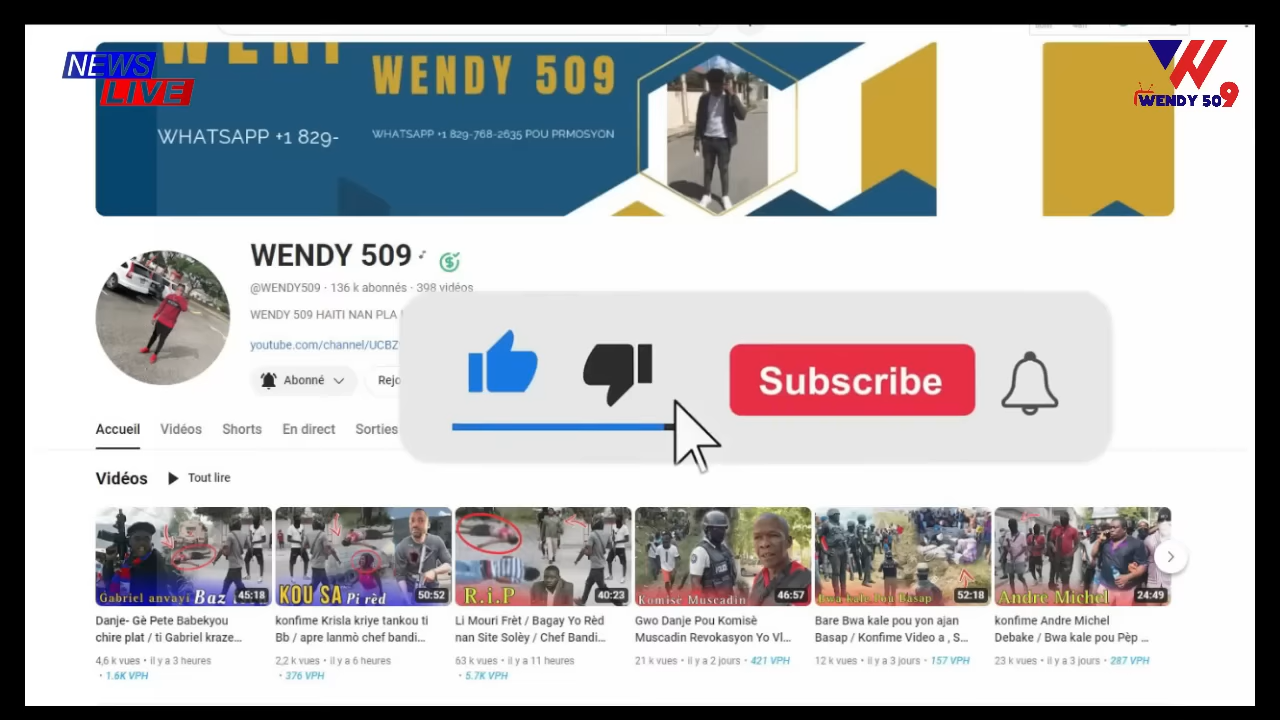 NEWS
LIVE
WENDY 509
WENDY 509
WHATSAPP +1 829-
WHATSAPP +1 829-768-2635 POU PRMOSYON
WENDY 509
@WENDY509 · 136 k abonnés · 398 vidéos
WENDY 509 HAITI NAN PLA
youtube.com/channel/UCBZ
Abonné
Rejo
Subscribe
Accueil Vidéos Shorts En direct Sorties
Vidéos Tout lire
Gabriel anvayi Baz
45:18
KOU SA Pi rèd
50:52
R.i.P
40:23
Komise Muscadin
46:57
Bwa kale pou Basap
52:18
Andre Michel
24:49
Danje- Gè Pete Babekyou
chire plat / ti Gabriel kraze...
4,6 k vues · il y a 3 heures
· 1.6K VPH
konfime Krisla kriye tankou ti
Bb / apre lanmò chef bandi...
2,2 k vues · il y a 6 heures
· 376 VPH
Li Mouri Frèt / Bagay Yo Rèd
nan Site Solèy / Chef Bandi...
63 k vues · il y a 11 heures
· 5.7K VPH
Gwo Danje Pou Komisè
Muscadin Revokasyon Yo Vl...
21 k vues · il y a 2 jours · 421 VPH
Bare Bwa kale pou yon ajan
Basap / Konfime Video a , S...
12 k vues · il y a 3 jours · 157 VPH
konfime Andre Michel
Debake / Bwa kale pou Pèp ...
23 k vues · il y a 3 jours · 287 VPH